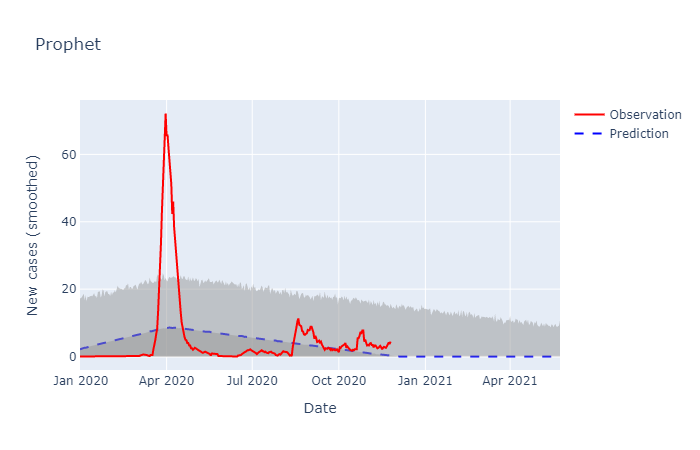 Prophet
Observation
Prediction
New cases (smoothed)
60
40
20
0
Jan 2020 Apr 2020 Jul 2020 Oct 2020 Jan 2021 Apr 2021
Date